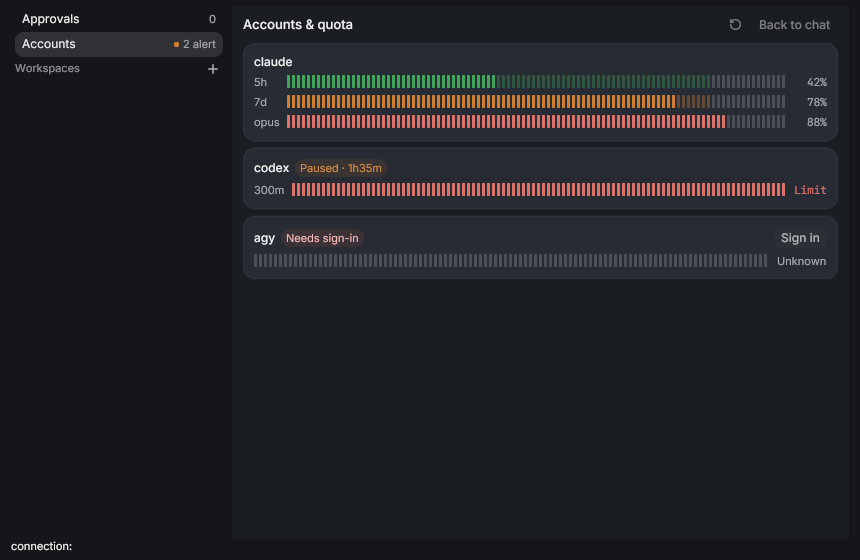 Approvals 0
Accounts 2 alert
Workspaces +
Accounts & quota Back to chat
claude
5h 42%
7d 78%
opus 88%
codex Paused · 1h35m
300m Limit
agy Needs sign-in Sign in
Unknown
connection: